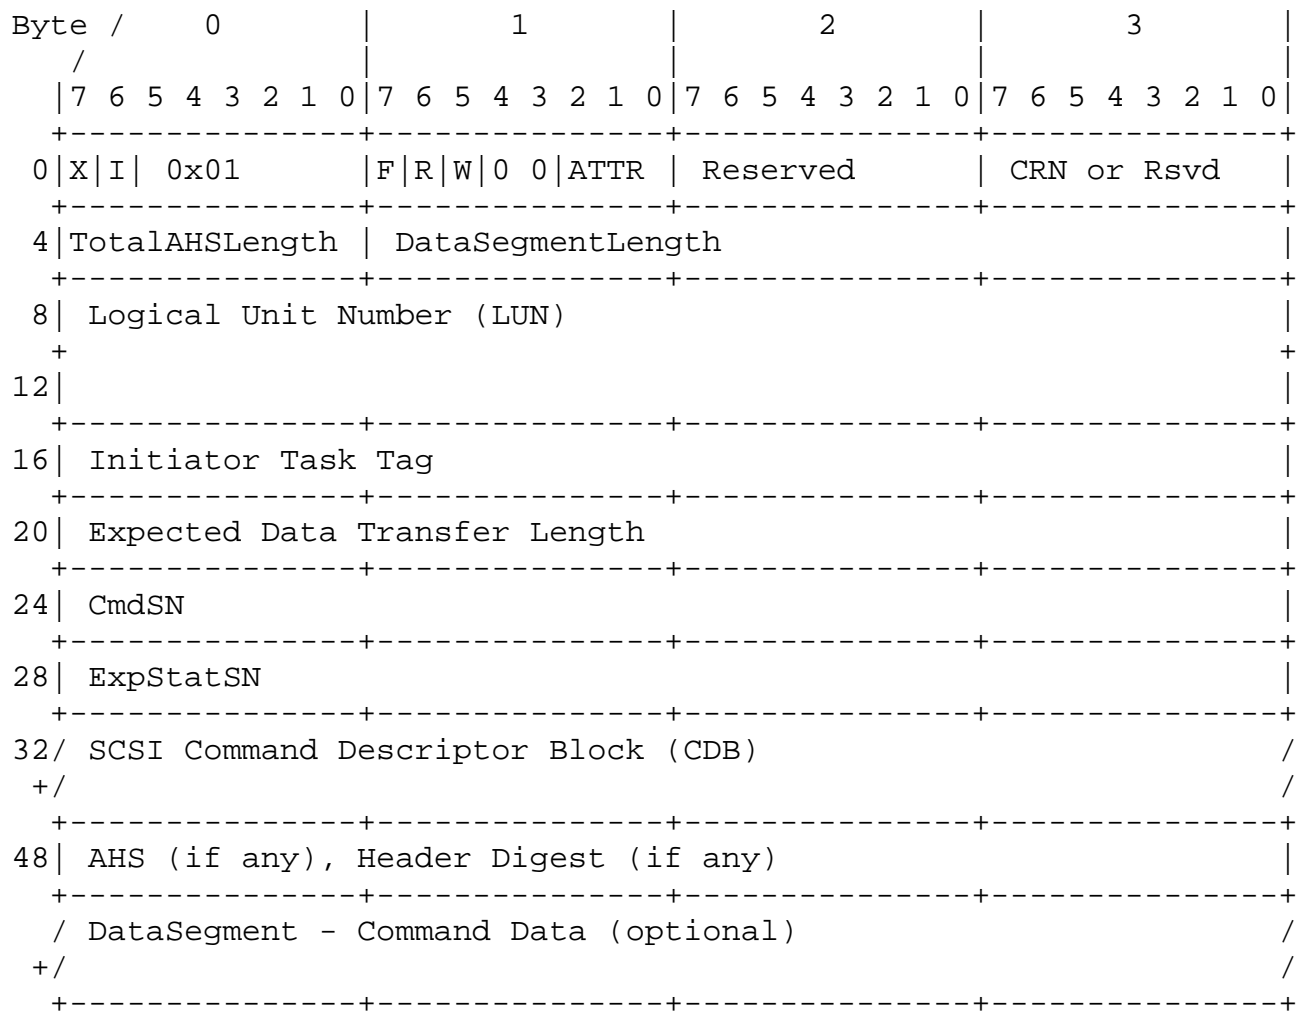 Byte /    0       |       1       |       2       |       3       |
   /              |               |               |               |
  |7 6 5 4 3 2 1 0|7 6 5 4 3 2 1 0|7 6 5 4 3 2 1 0|7 6 5 4 3 2 1 0|
  +---------------+---------------+---------------+---------------+
 0|X|I| 0x01      |F|R|W|0 0|ATTR | Reserved      | CRN or Rsvd   |
  +---------------+---------------+---------------+---------------+
 4|TotalAHSLength | DataSegmentLength                             |
  +---------------+---------------+---------------+---------------+
 8| Logical Unit Number (LUN)                                     |
  +                                                               +
12|                                                               |
  +---------------+---------------+---------------+---------------+
16| Initiator Task Tag                                            |
  +---------------+---------------+---------------+---------------+
20| Expected Data Transfer Length                                 |
  +---------------+---------------+---------------+---------------+
24| CmdSN                                                         |
  +---------------+---------------+---------------+---------------+
28| ExpStatSN                                                     |
  +---------------+---------------+---------------+---------------+
32/ SCSI Command Descriptor Block (CDB)                           /
 +/                                                               /
  +---------------+---------------+---------------+---------------+
48| AHS (if any), Header Digest (if any)                          |
  +---------------+---------------+---------------+---------------+
  / DataSegment - Command Data (optional)                         /
 +/                                                               /
  +---------------+---------------+---------------+---------------+